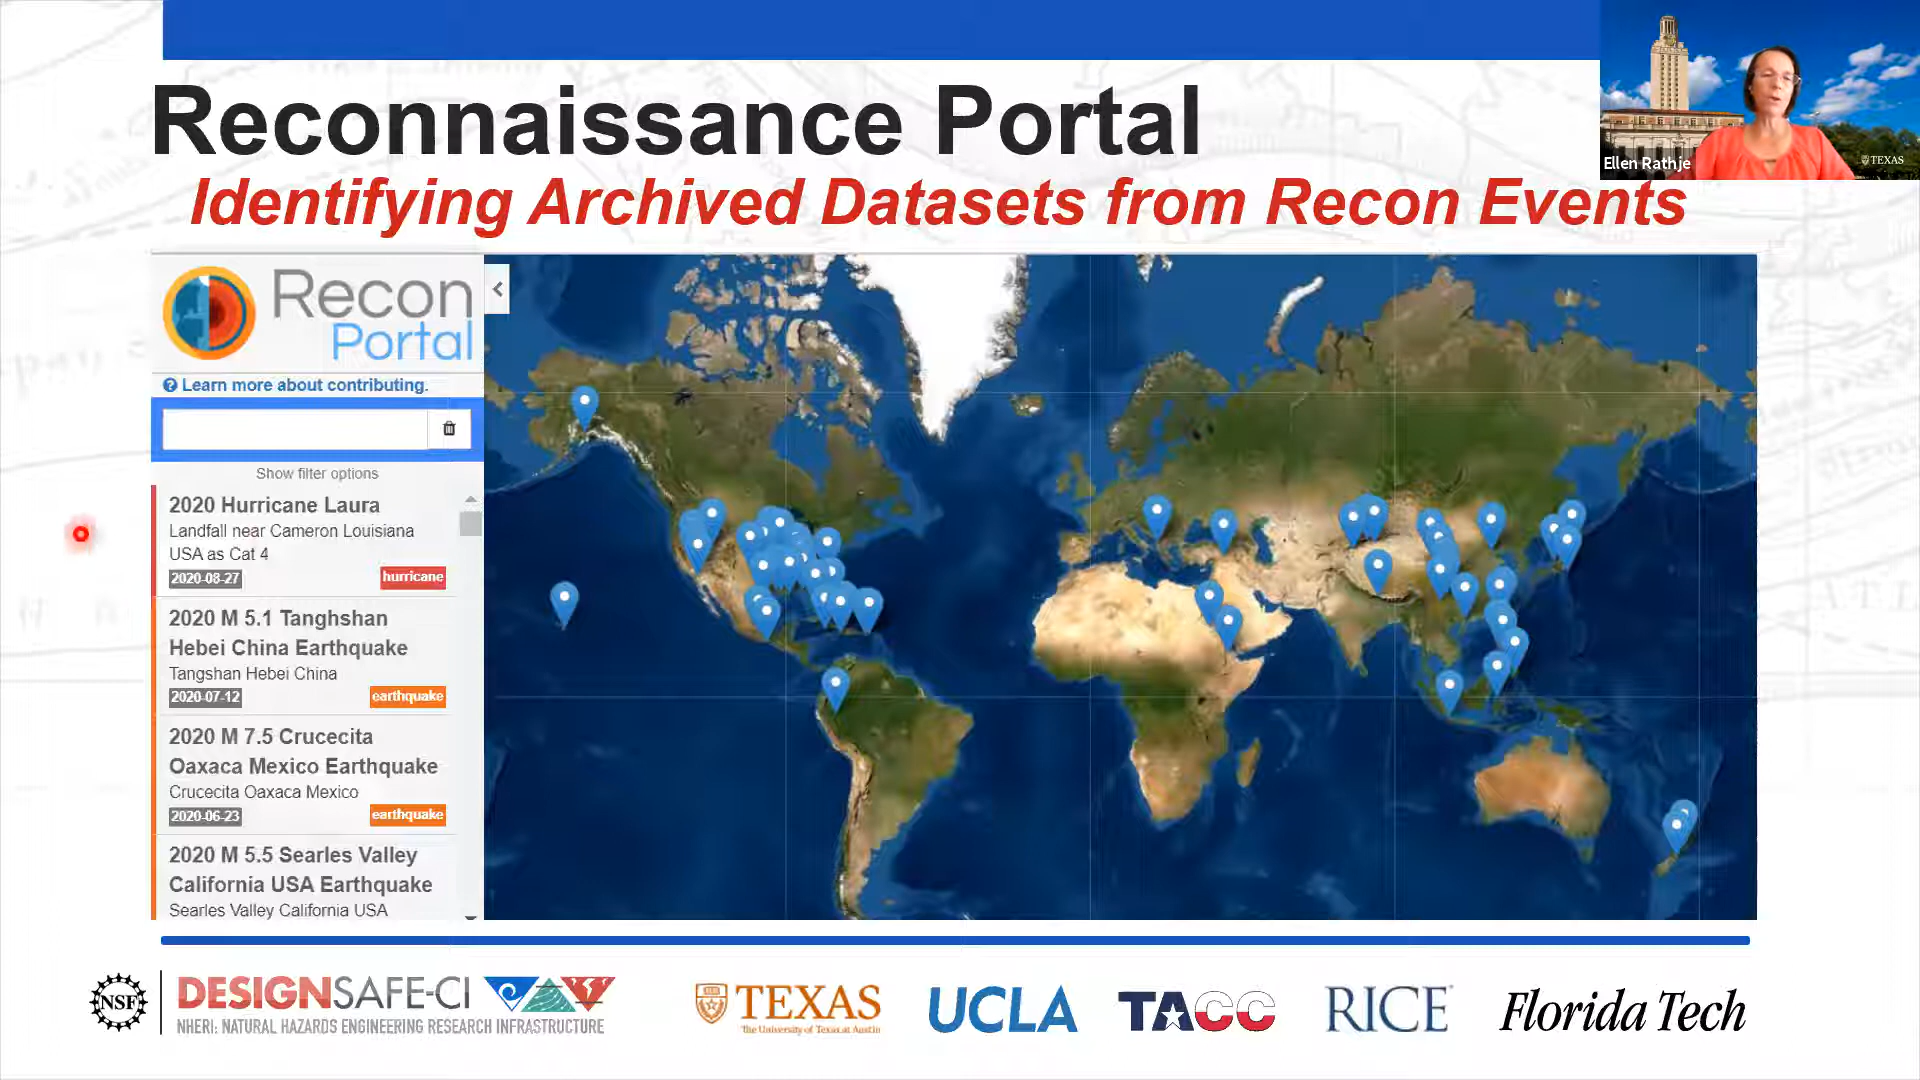 Reconnaissance Portal
Identifying Archived Datasets from Recon Events
Ellen Rathje
TEXAS
Recon
Portal
Learn more about contributing.
Show filter options
2020 Hurricane Laura
Landfall near Cameron Louisiana
USA as Cat 4
2020-08-27
hurricane
2020 M 5.1 Tanghshan
Hebei China Earthquake
Tangshan Hebei China
2020-07-12
earthquake
2020 M 7.5 Crucecita
Oaxaca Mexico Earthquake
Crucecita Oaxaca Mexico
2020-06-23
earthquake
2020 M 5.5 Searles Valley
California USA Earthquake
Searles Valley California USA
NSF
DESIGNSAFE-CI
NHERI: NATURAL HAZARDS ENGINEERING RESEARCH INFRASTRUCTURE
TEXAS
The University of Texas at Austin
UCLA
TACC
RICE
Florida Tech